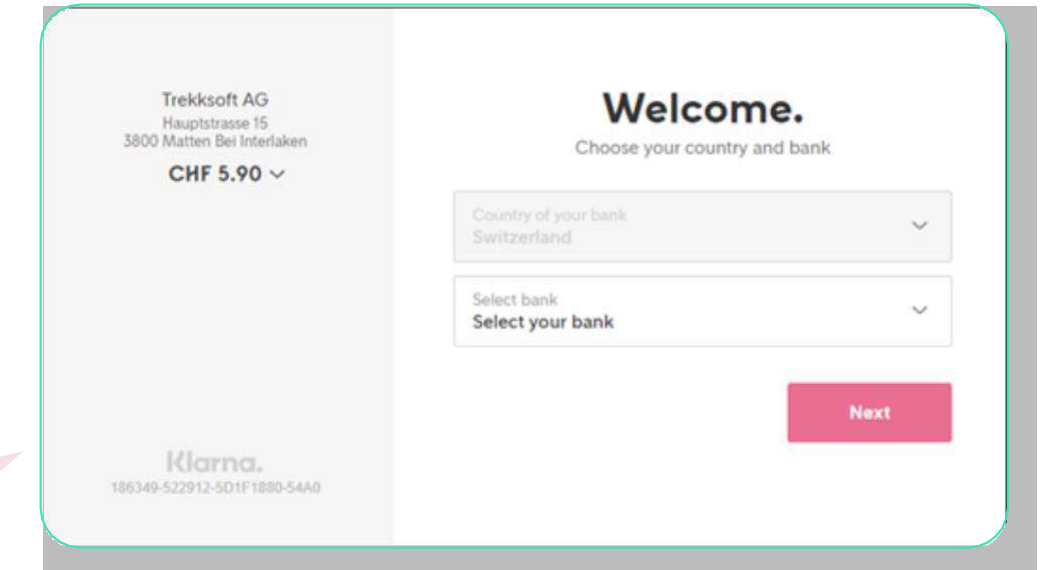 Trekksoft AG
Hauptstrasse 15
3800 Matten Bei Interlaken
CHF 5.90
Klarna.
186349-522912-5D1F1880-54A0
Welcome.
Choose your country and bank
Country of your bank
Switzerland
Select bank
Select your bank
Next